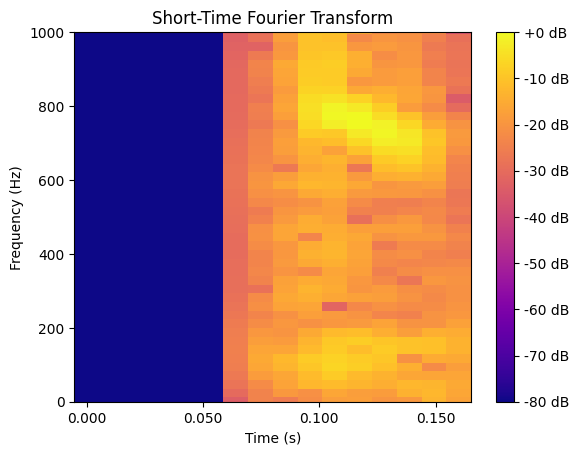 Short-Time Fourier Transform
1000
800
600
400
200
0
Frequency (Hz)
0.000
0.050
0.100
0.150
Time (s)
+0 dB
-10 dB
-20 dB
-30 dB
-40 dB
-50 dB
-60 dB
-70 dB
-80 dB